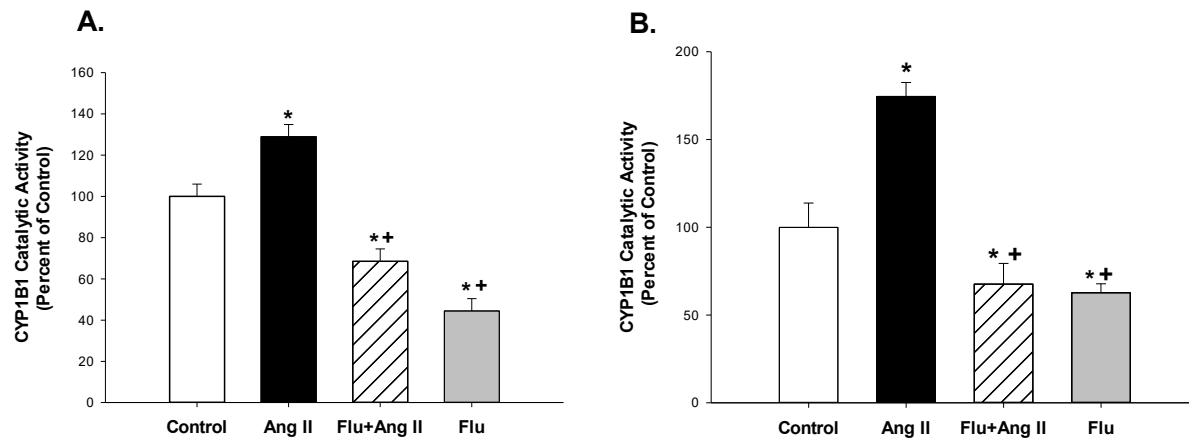 A.
CYP1B1 Catalytic Activity
(Percent of Control)
160
140
120
100
80
60
40
20
0
*
*+
*+
Control Ang II Flu+Ang II Flu
B.
CYP1B1 Catalytic Activity
(Percent of Control)
200
150
100
50
0
*
* +
*+
Control Ang II Flu+Ang II Flu